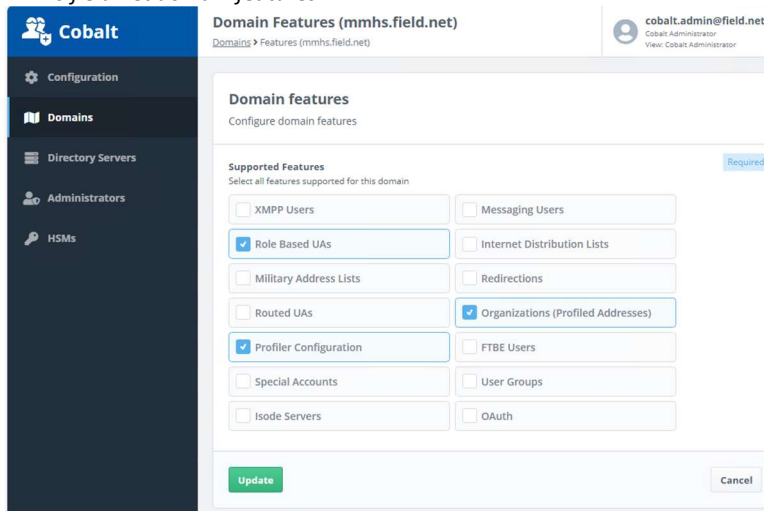 Cobalt
Domain Features (mmhs.field.net)
Domains > Features (mmhs.field.net)
cobalt.admin@field.net
Cobalt Administrator
View: Cobalt Administrator
Configuration
Domains
Directory Servers
Administrators
HSMs
Domain features
Configure domain features
Supported Features
Required
Select all features supported for this domain
XMPP Users
Messaging Users
Role Based UAs
Internet Distribution Lists
Military Address Lists
Redirections
Routed UAs
Organizations (Profiled Addresses)
Profiler Configuration
FTBE Users
Special Accounts
User Groups
Isode Servers
OAuth
Update
Cancel